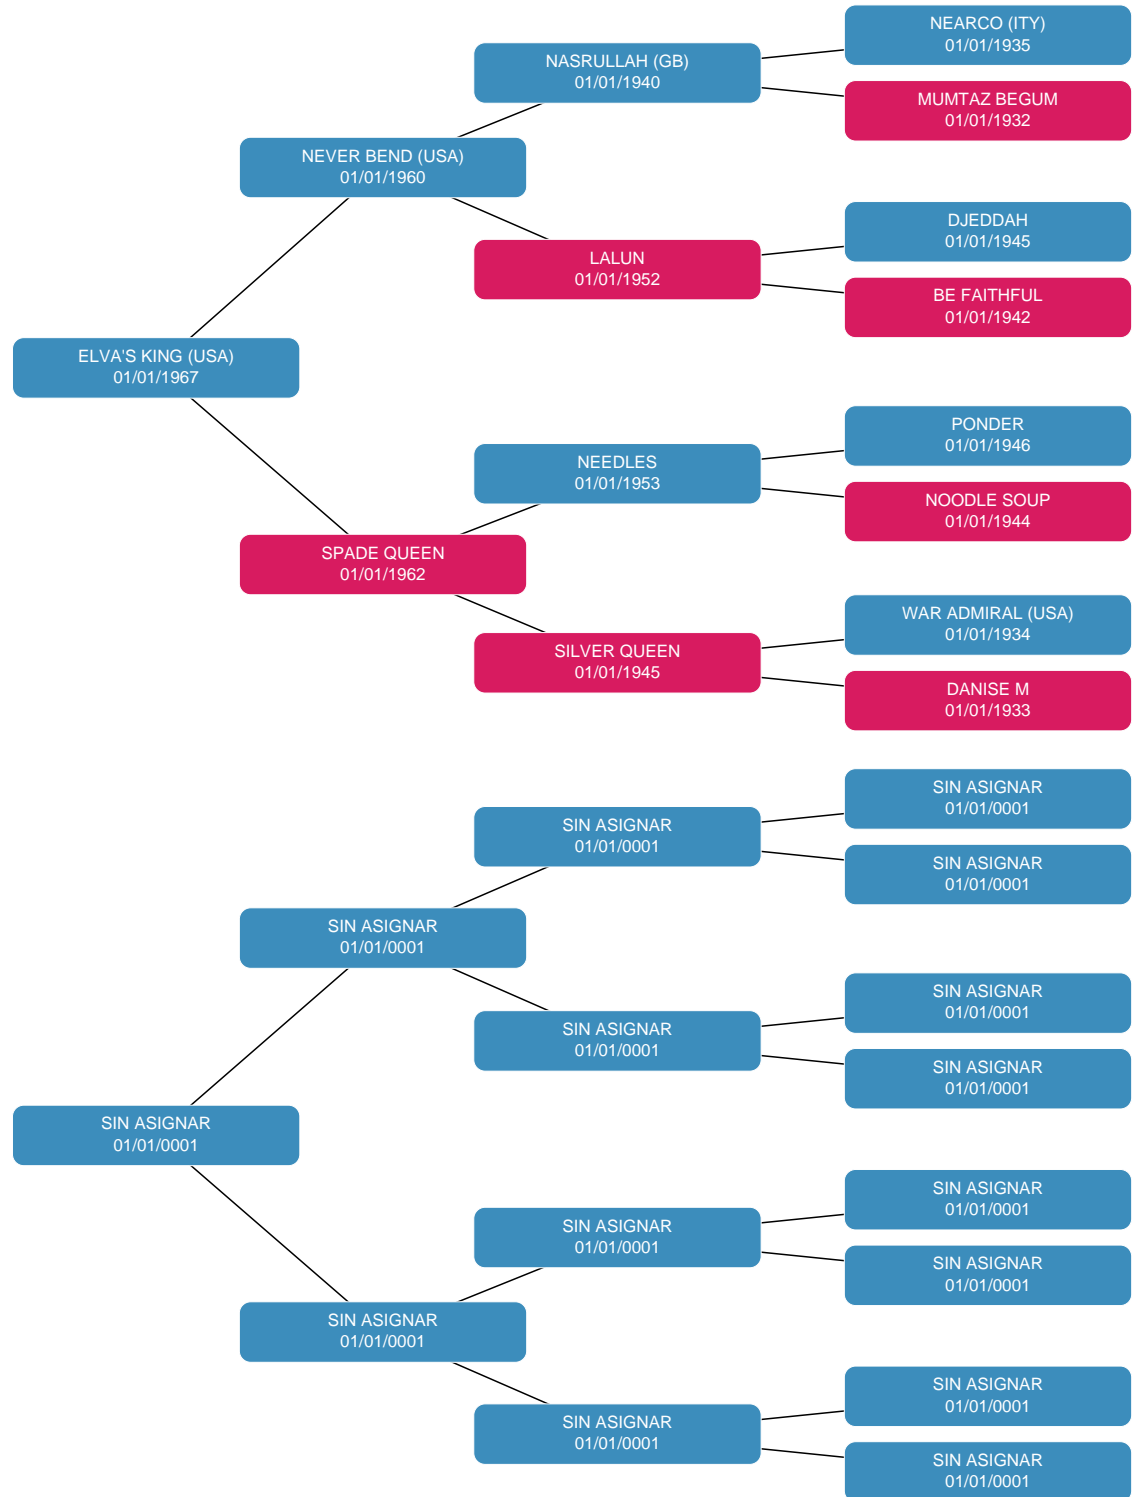 NEARCO (ITY)
01/01/1935
NASRULLAH (GB)
01/01/1940
MUMTAZ BEGUM
01/01/1932
NEVER BEND (USA)
01/01/1960
DJEDDAH
01/01/1945
LALUN
01/01/1952
BE FAITHFUL
01/01/1942
ELVA'S KING (USA)
01/01/1967
PONDER
01/01/1946
NEEDLES
01/01/1953
NOODLE SOUP
01/01/1944
SPADE QUEEN
01/01/1962
WAR ADMIRAL (USA)
01/01/1934
SILVER QUEEN
01/01/1945
DANISE M
01/01/1933
SIN ASIGNAR
01/01/0001
SIN ASIGNAR
01/01/0001
SIN ASIGNAR
01/01/0001
SIN ASIGNAR
01/01/0001
SIN ASIGNAR
01/01/0001
SIN ASIGNAR
01/01/0001
SIN ASIGNAR
01/01/0001
SIN ASIGNAR
01/01/0001
SIN ASIGNAR
01/01/0001
SIN ASIGNAR
01/01/0001
SIN ASIGNAR
01/01/0001
SIN ASIGNAR
01/01/0001
SIN ASIGNAR
01/01/0001
SIN ASIGNAR
01/01/0001
SIN ASIGNAR
01/01/0001